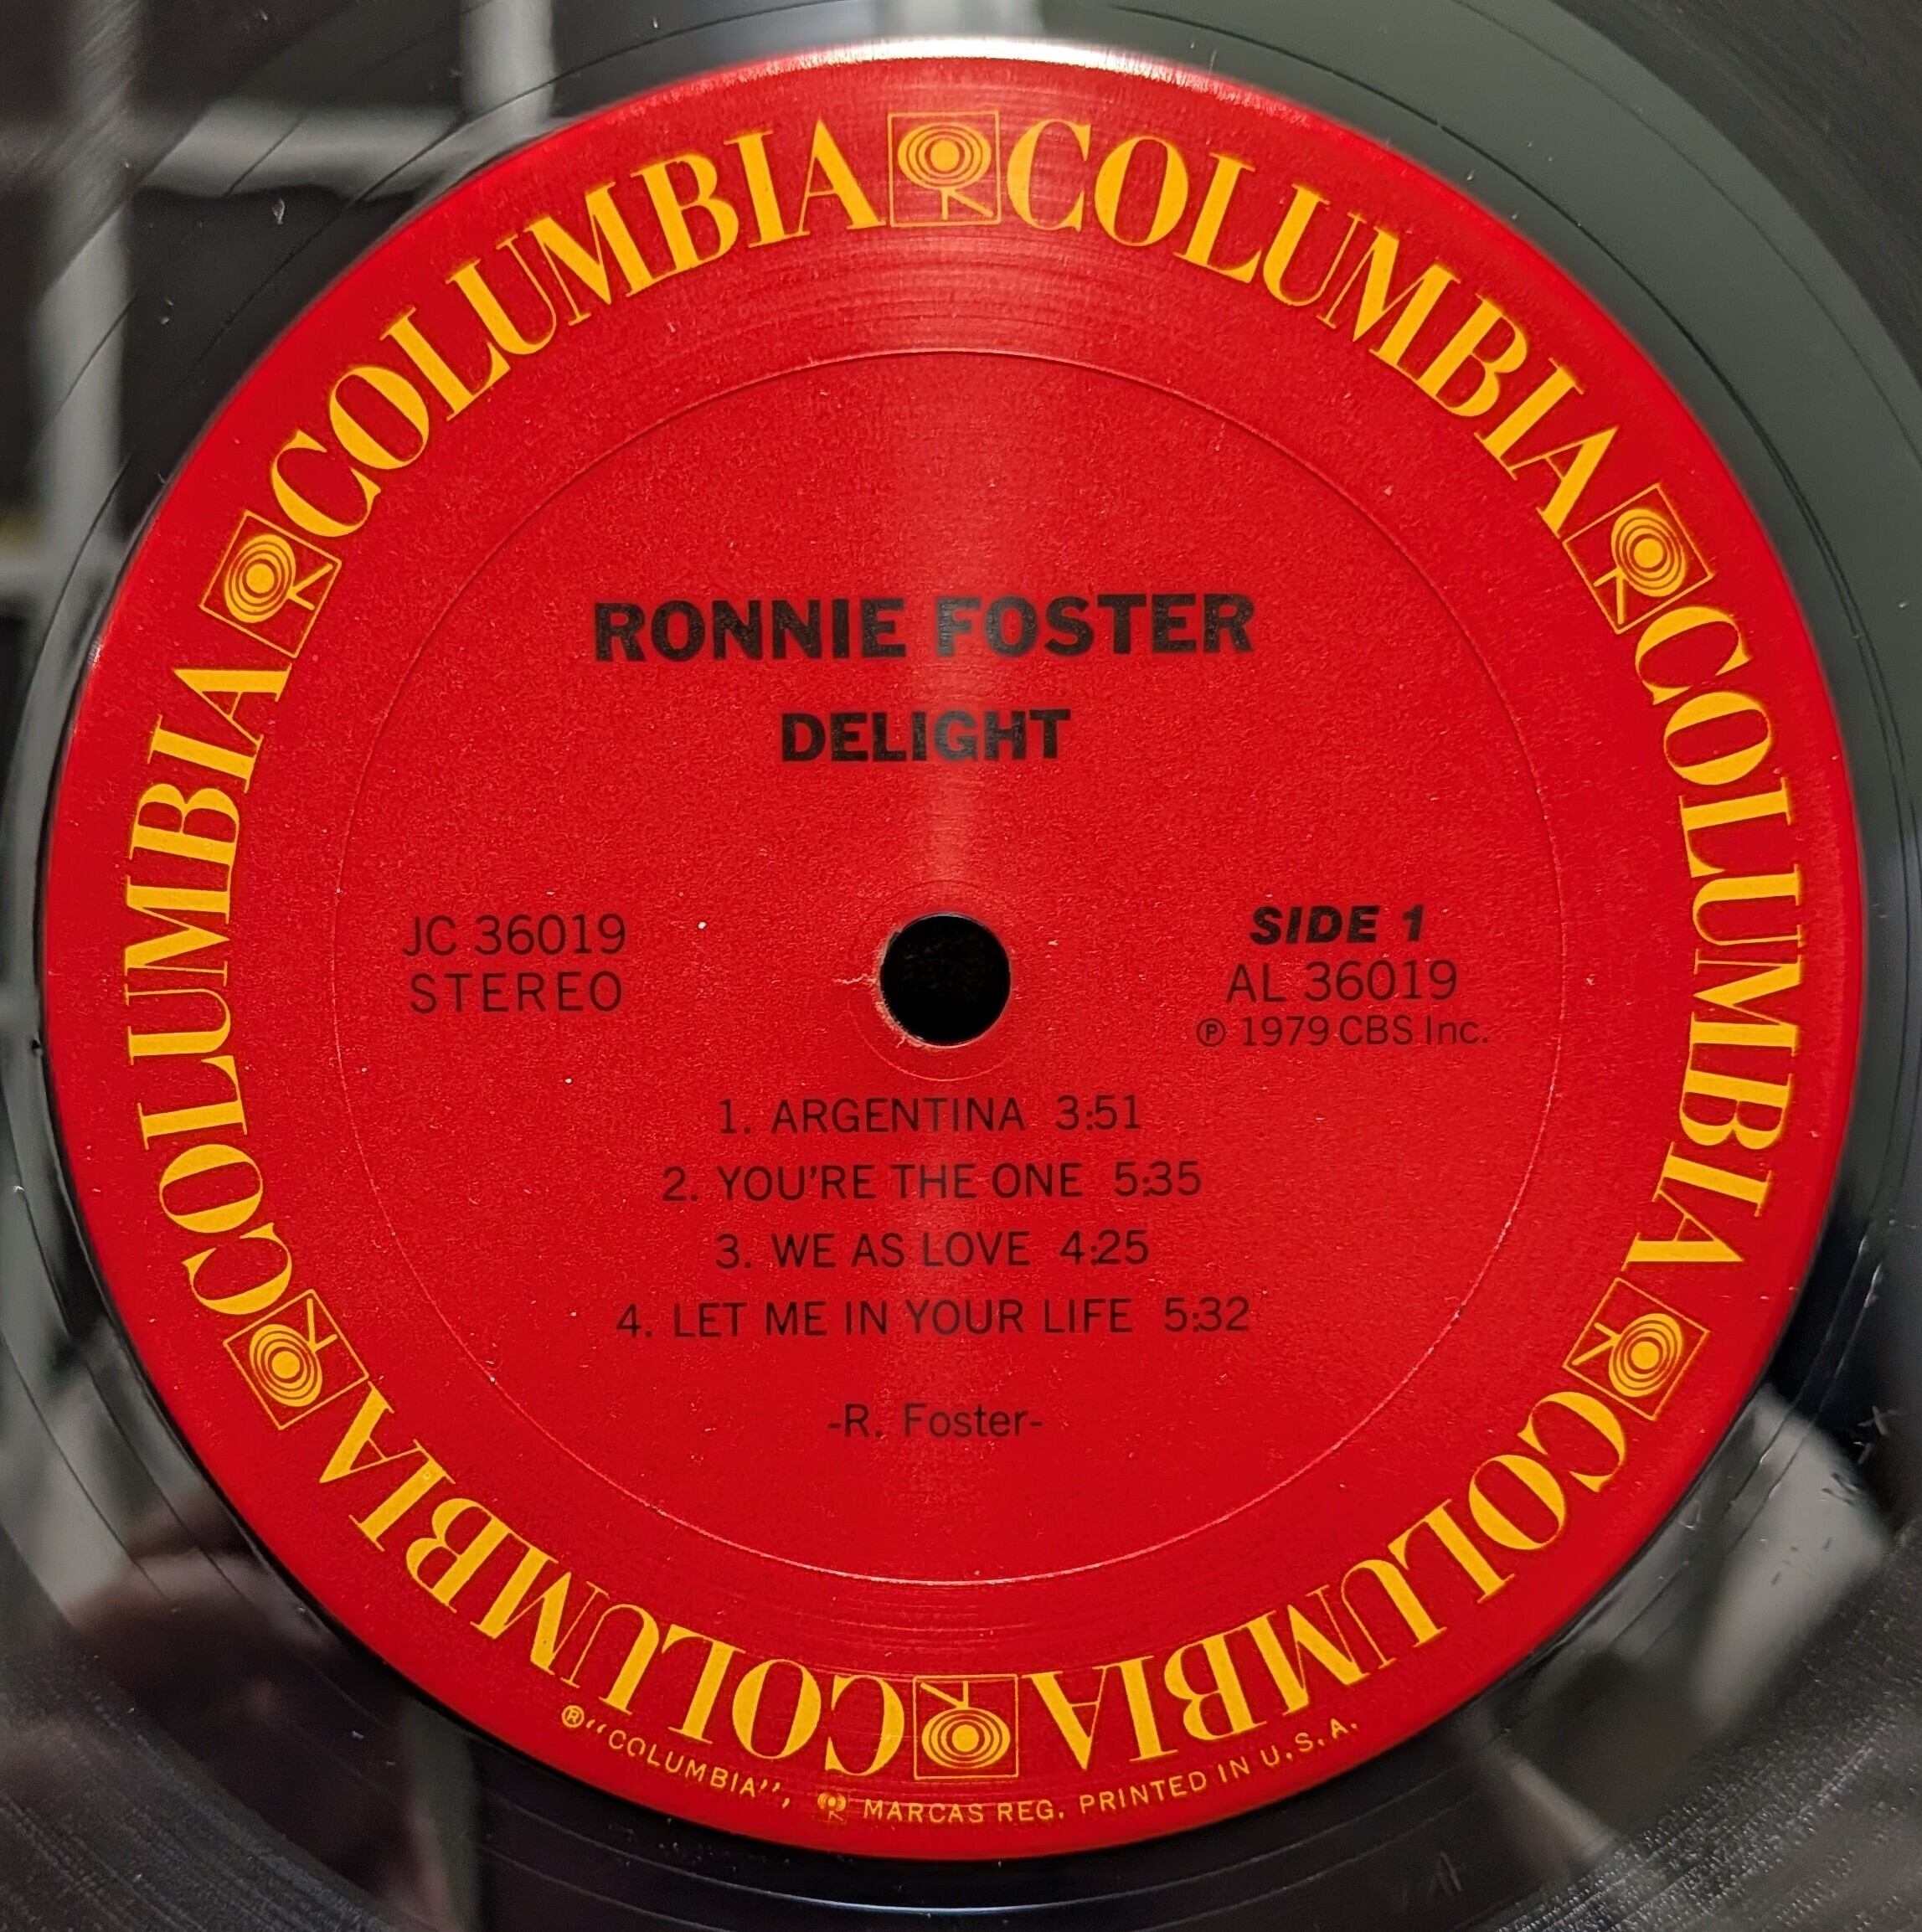 COLUMBIA COLUMBIA COLUMBIA COLUMBIA COLUMBIA COLUMBIA
RONNIE FOSTER
DELIGHT
JC 36019
STEREO
SIDE 1
AL 36019
Ⓟ 1979 CBS Inc.
1. ARGENTINA 3:51
2. YOU'RE THE ONE 5:35
3. WE AS LOVE 4:25
4. LET ME IN YOUR LIFE 5:32
-R. Foster-
®"COLUMBIA", MARCAS REG. PRINTED IN U.S.A.